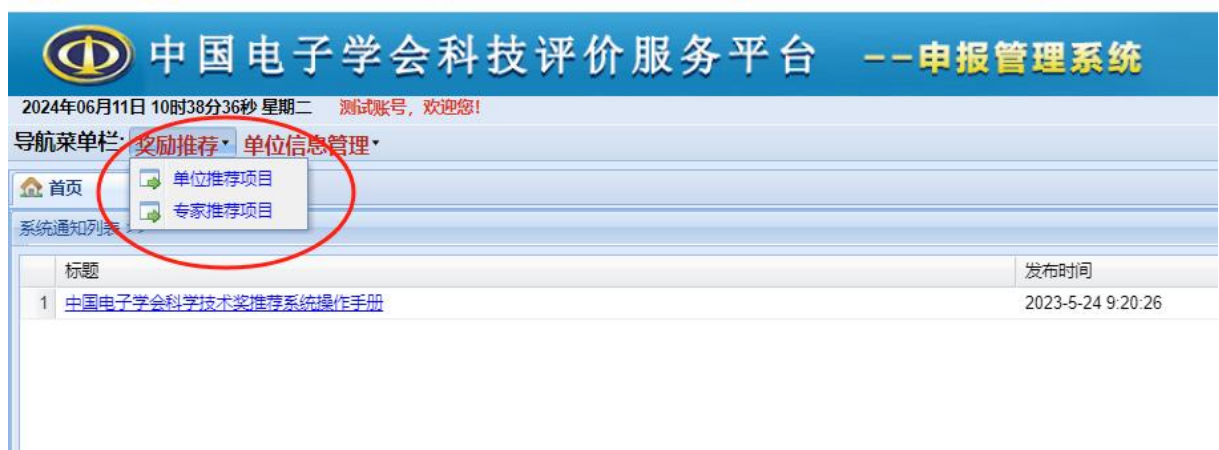 中国电子学会科技评价服务平台 --申报管理系统
2024年06月11日 10时38分36秒 星期二 测试账号，欢迎您!
导航菜单栏: 奖励推荐 单位信息管理
首页
单位推荐项目
专家推荐项目
系统通知列表 >>
标题 发布时间
1 中国电子学会科学技术奖推荐系统操作手册 2023-5-24 9:20:26